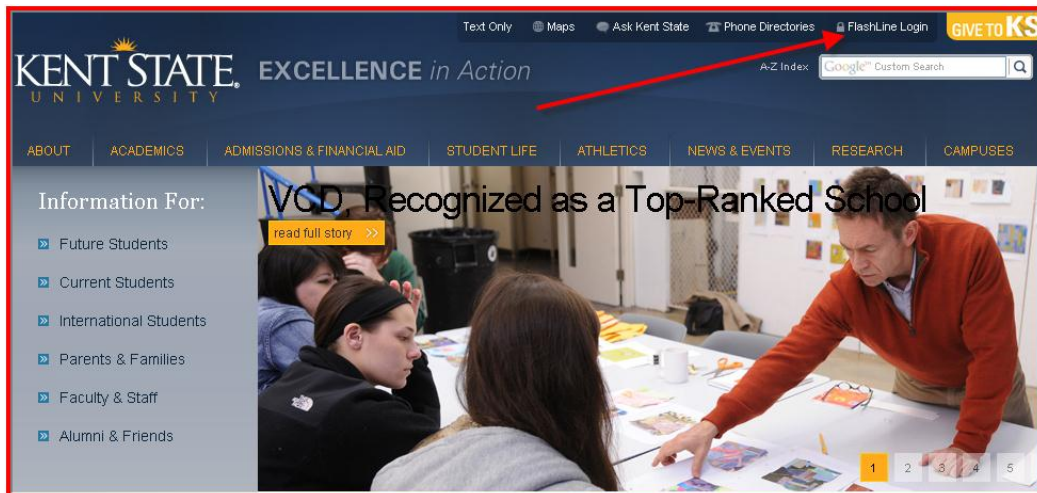 Text Only Maps Ask Kent State Phone Directories FlashLine Login GIVE TO KS
KENT STATE.
UNIVERSITY
EXCELLENCE in Action
A-Z Index Google™ Custom Search
ABOUT ACADEMICS ADMISSIONS & FINANCIAL AID STUDENT LIFE ATHLETICS NEWS & EVENTS RESEARCH CAMPUSES
Information For:
Future Students
Current Students
International Students
Parents & Families
Faculty & Staff
Alumni & Friends
VCD Recognized as a Top-Ranked School
read full story >>
1 2 3 4 5